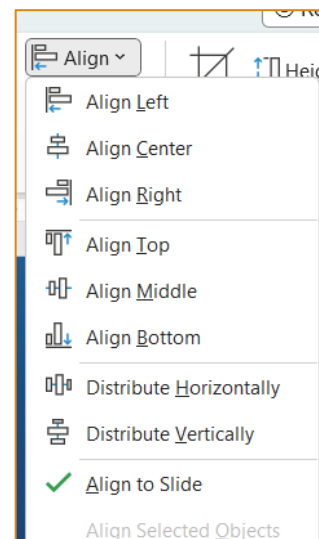 Align
Heig
Align Left
Align Center
Align Right
Align Top
Align Middle
Align Bottom
Distribute Horizontally
Distribute Vertically
Align to Slide
Align Selected Objects